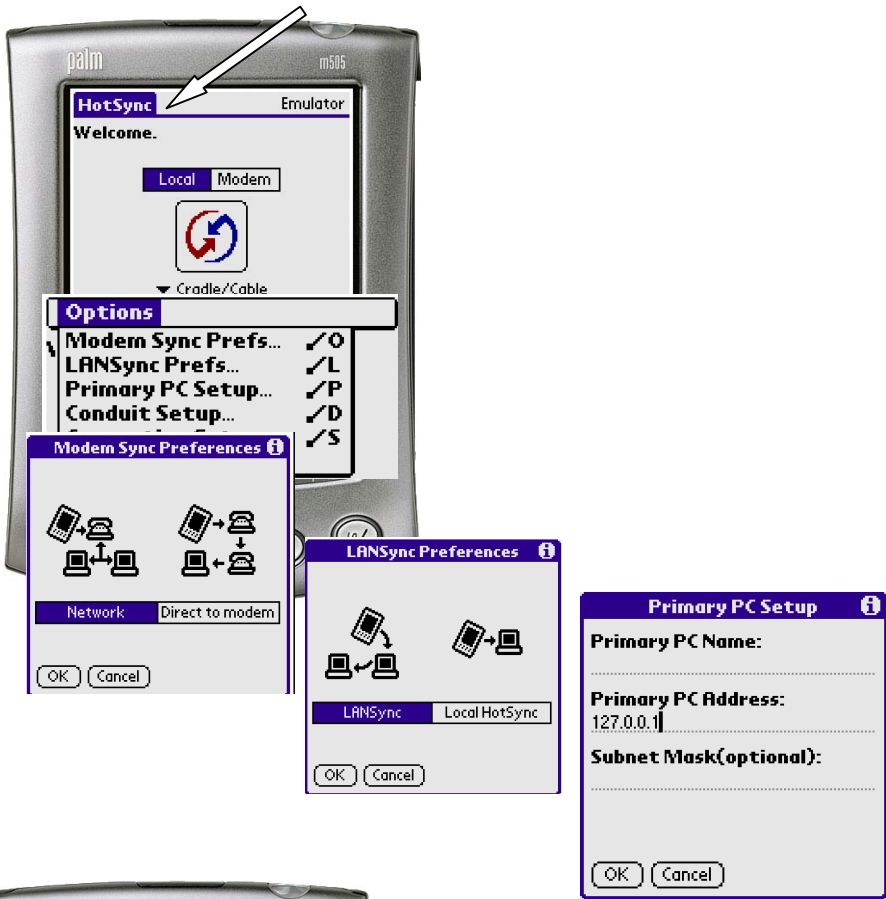 palm
m505
HotSync Emulator
Welcome.
Local Modem
Cradle/Cable
Options
Modem Sync Prefs... O
LANSync Prefs... L
Primary PC Setup... P
Conduit Setup... D
S
Modem Sync Preferences i
Network Direct to modem
OK Cancel
LANSync Preferences i
LANSync Local HotSync
OK Cancel
Primary PC Setup i
Primary PC Name:
Primary PC Address:
127.0.0.1
Subnet Mask(optional):
OK Cancel